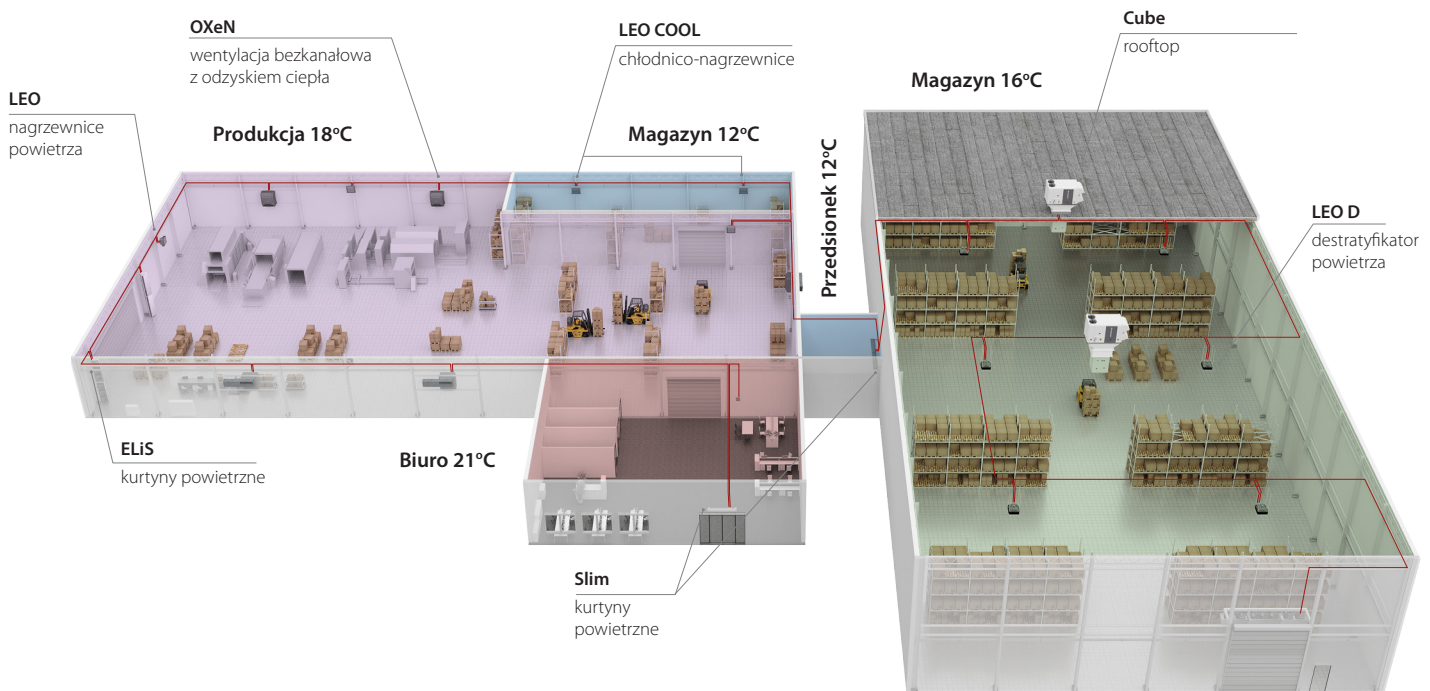 OXeN
wentylacja bezkanałowa
z odzyskiem ciepła
LEO COOL
chłodnico-nagrzewnice
Cube
rooftop
LEO
nagrzewnice
powietrza
Produkcja 18°C
Magazyn 12°C
Przedsionek 12°C
Magazyn 16°C
LEO D
destratyfikator
powietrza
ELiS
kurtyny powietrzne
Biuro 21°C
Slim
kurtyny
powietrzne